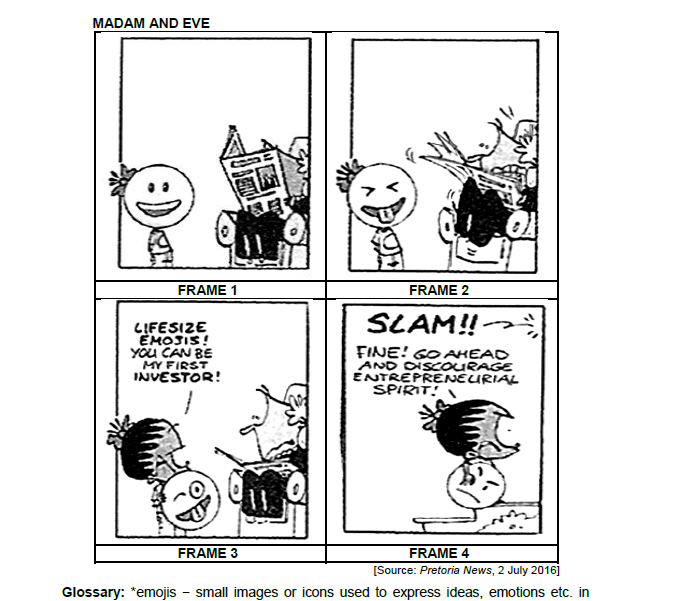 MADAM AND EVE
FRAME 1
FRAME 2
LIFESIZE
EMOJIS!
YOU CAN BE
MY FIRST
INVESTOR!
SLAM!!
FINE! GO AHEAD
AND DISCOURAGE
ENTREPRENEURIAL
SPIRIT!
FRAME 3
FRAME 4
[Source: Pretoria News, 2 July 2016]
Glossary: *emojis − small images or icons used to express ideas, emotions etc. in